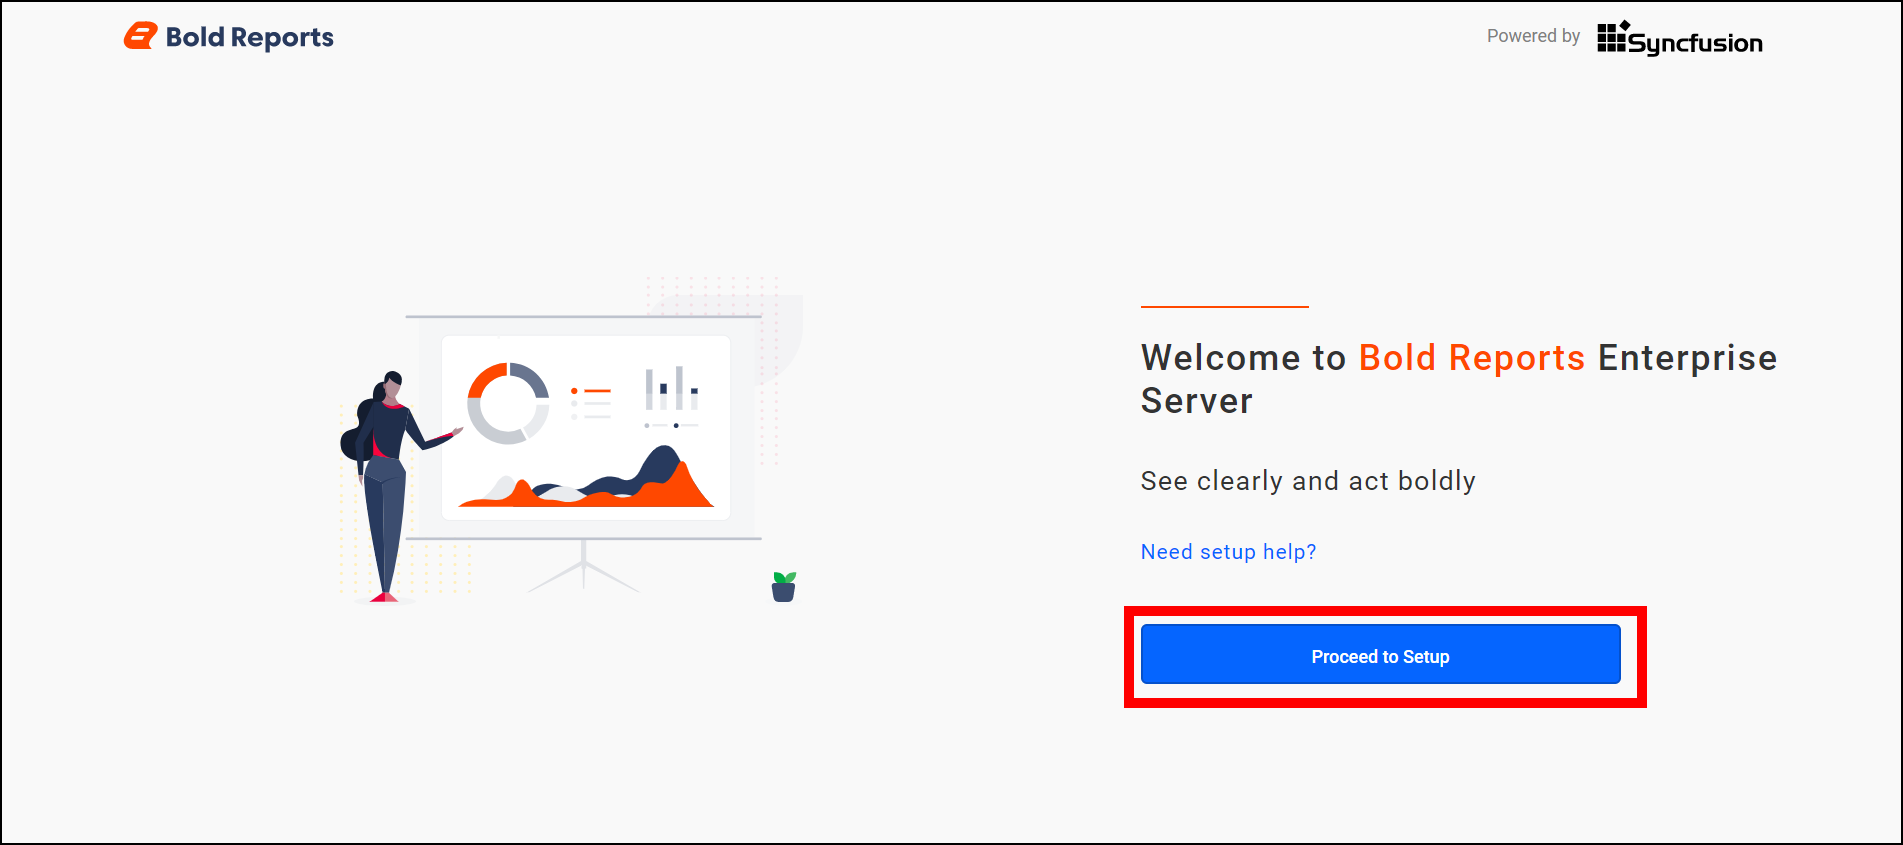 Bold Reports
Powered by Syncfusion
Welcome to Bold Reports Enterprise
Server
See clearly and act boldly
Need setup help?
Proceed to Setup